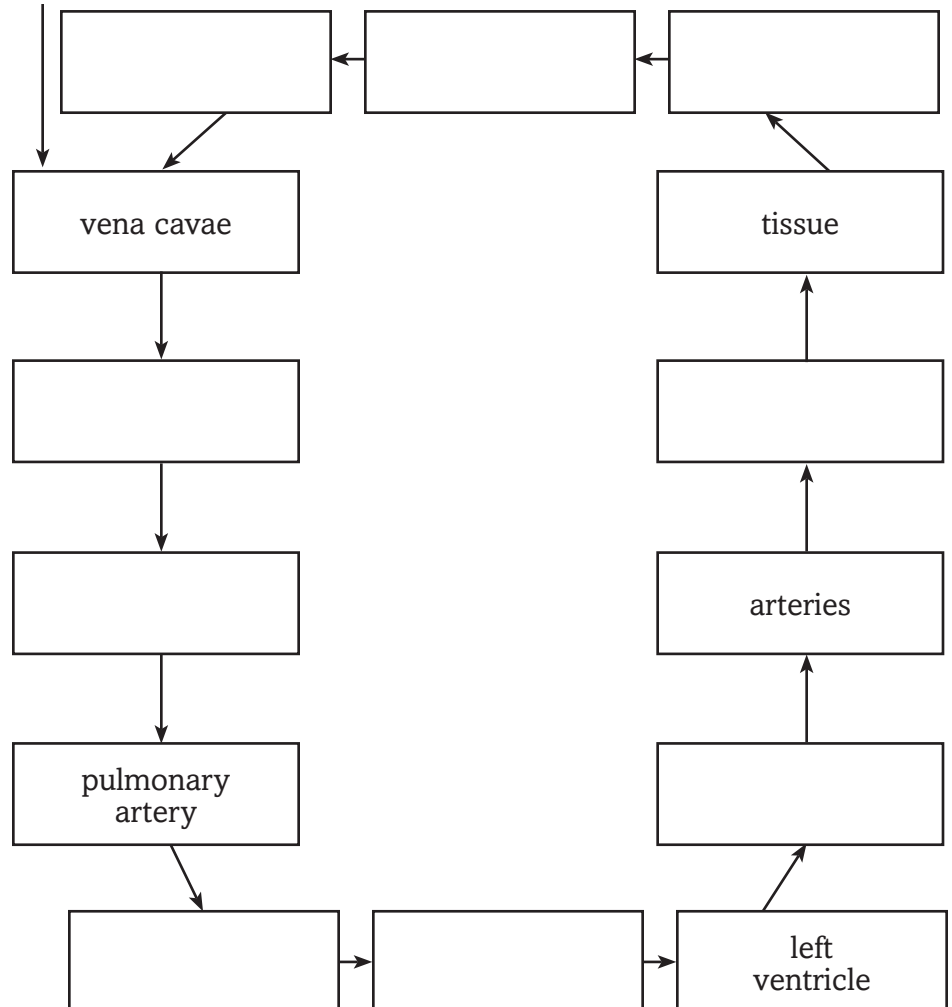 vena cavae
tissue
arteries
pulmonary
artery
left
ventricle